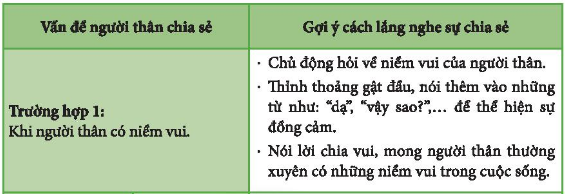 Vấn đề người thân chia sẻ
Gợi ý cách lắng nghe sự chia sẻ
Trường hợp 1:
Khi người thân có niềm vui.
· Chủ động hỏi về niềm vui của người thân.
· Thỉnh thoảng gật đầu, nói thêm vào những
từ như: “dạ”, “vậy sao?”,… để thể hiện sự
đồng cảm.
· Nói lời chia vui, mong người thân thường
xuyên có những niềm vui trong cuộc sống.